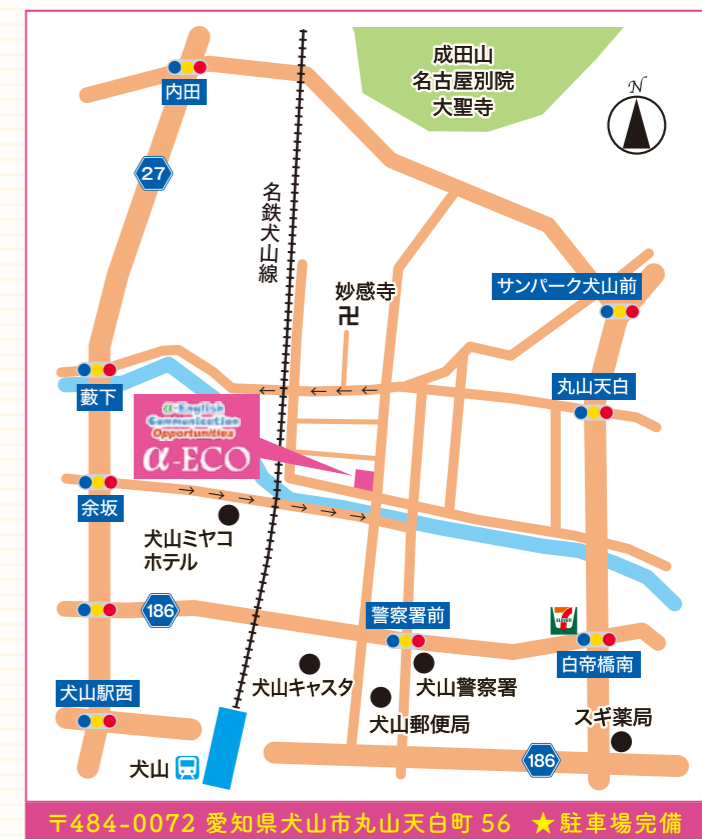 成田山
名古屋別院
大聖寺
N
内田
27
名鉄犬山線
妙感寺
卍
サンパーク犬山前
藪下
丸山天白
α-English
Communication
Opportunities
α-ECO
余坂
犬山ミヤコ
ホテル
186
警察署前
7
ELEVEN
白帝橋南
犬山駅西
犬山キャスタ
犬山警察署
犬山郵便局
スギ薬局
犬山
186
〒484-0072 愛知県犬山市丸山天白町 56 ★駐車場完備